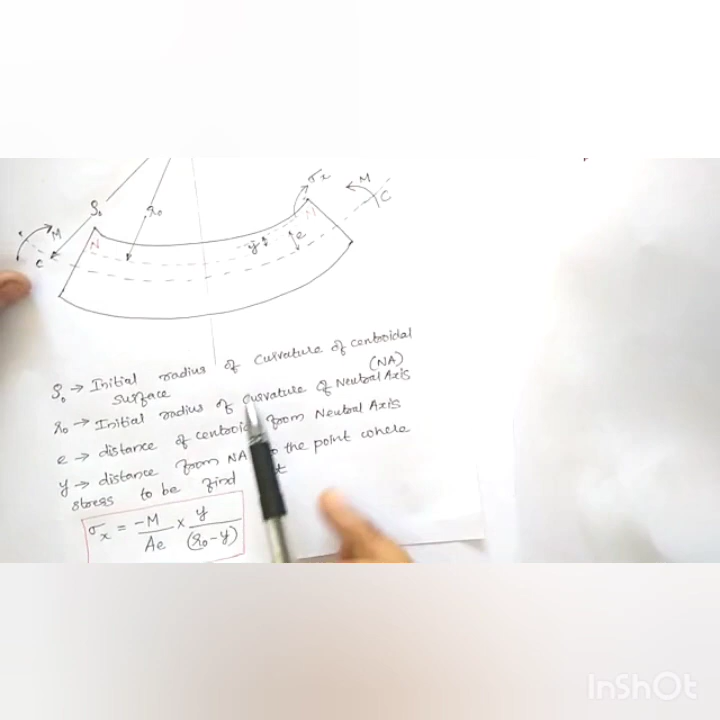 σx
M
C
ρ₀
r₀
M
C
N
N
y
e
ρ₀ → Initial radius of curvature of centroidal
surface
(NA)
r₀ → Initial radius of curvature of Neutral Axis
e → distance of centroid from Neutral Axis
y → distance from NA to the point where
stress to be find
σx = -M/Ae × y/(r₀-y)
InShOt